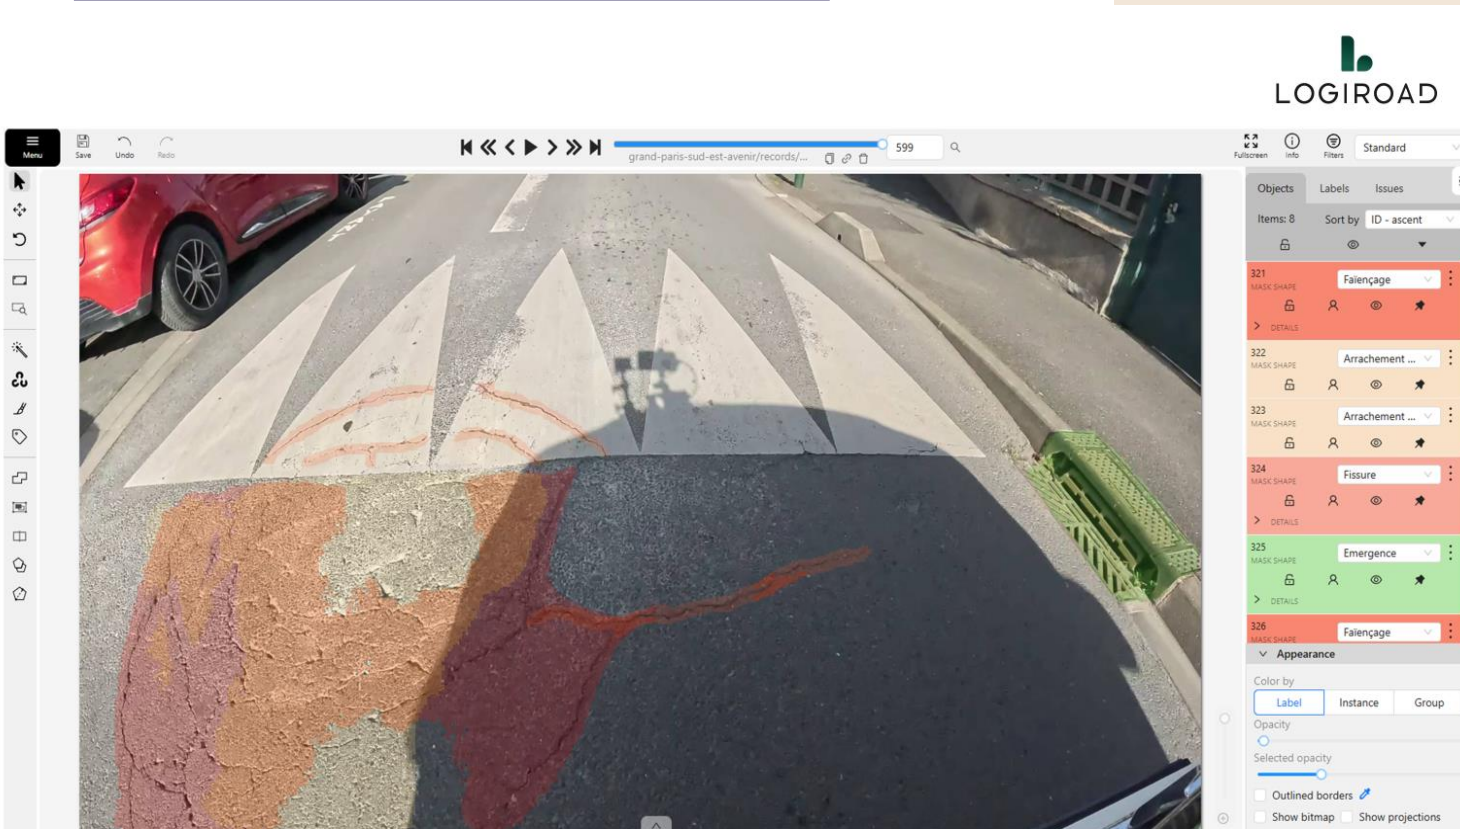 LOGIROAD
Menu
Save
Undo
Redo
grand-paris-sud-est-avenir/records/...
599
Fullscreen
Info
Filters
Standard
Objects
Labels
Issues
Items: 8
Sort by
ID - ascent
321
MASK SHAPE
Faïençage
DETAILS
322
MASK SHAPE
Arrachement ...
323
MASK SHAPE
Arrachement ...
324
MASK SHAPE
Fissure
DETAILS
325
MASK SHAPE
Emergence
DETAILS
326
MASK SHAPE
Faïençage
Appearance
Color by
Label
Instance
Group
Opacity
Selected opacity
Outlined borders
Show bitmap
Show projections